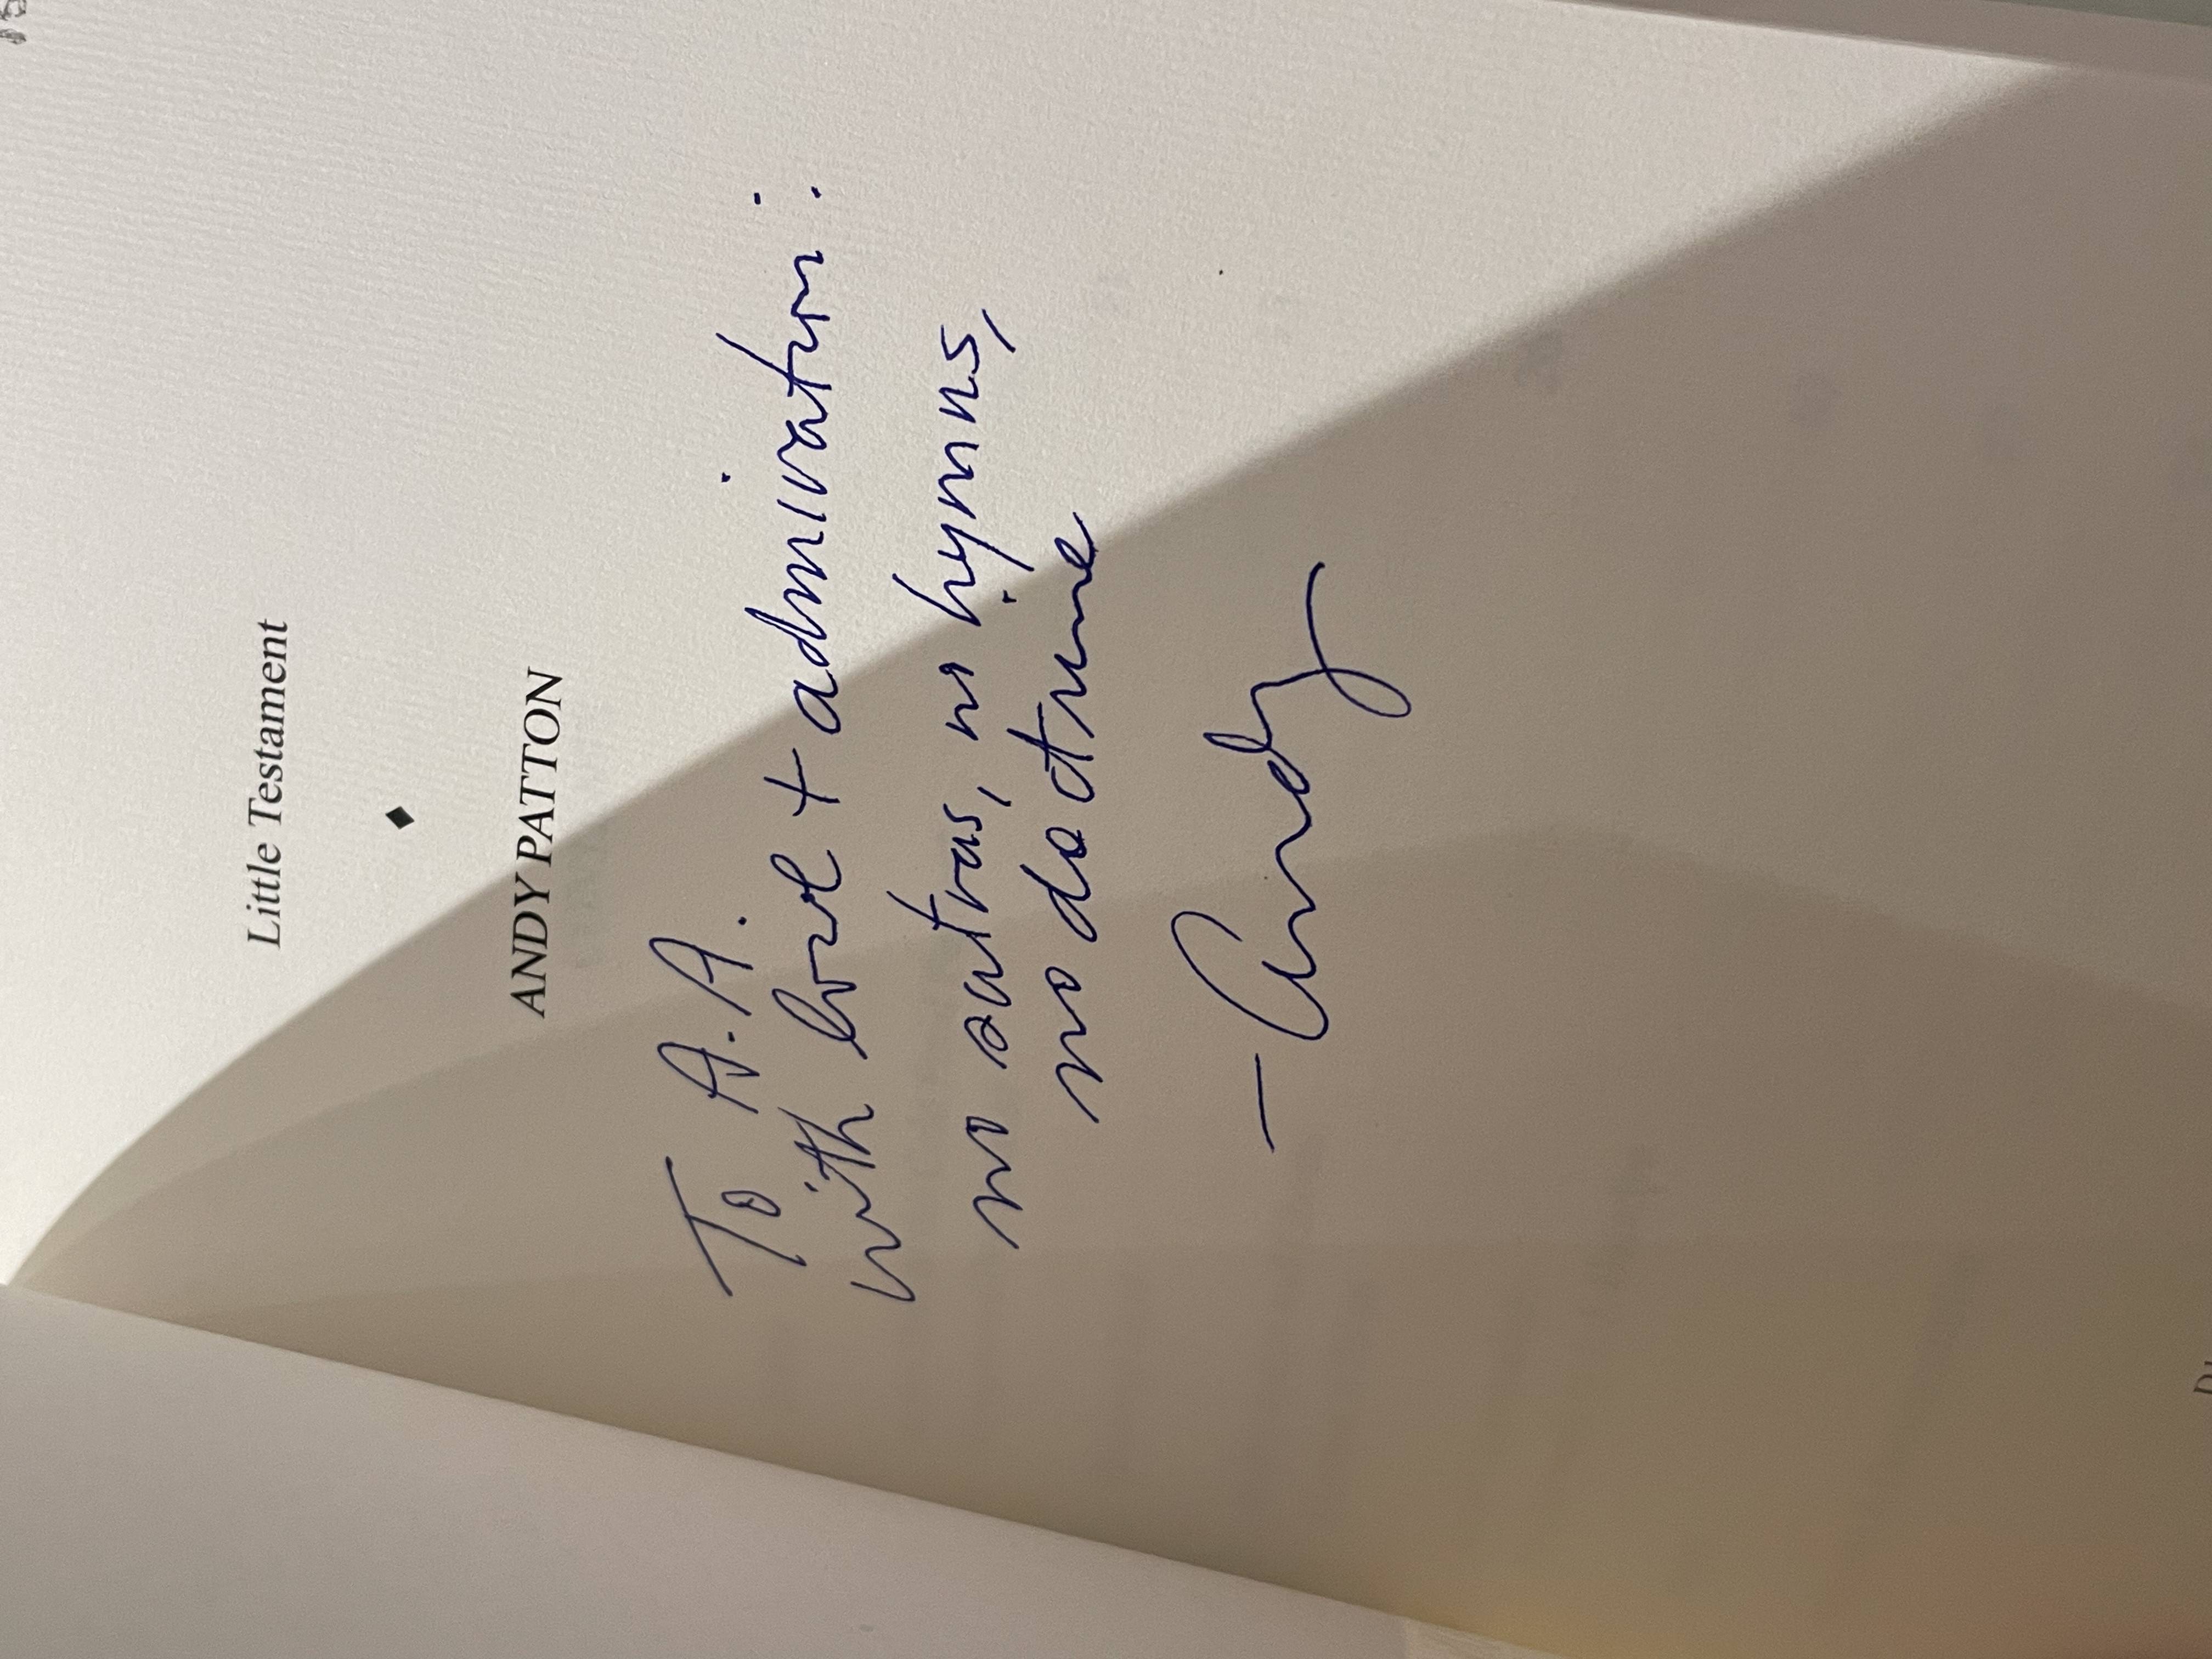 Little Testament
♦
ANDY PATTON
To A.A.
with love + admiration:
no sutras, no hymns,
no doctrine
—Andy